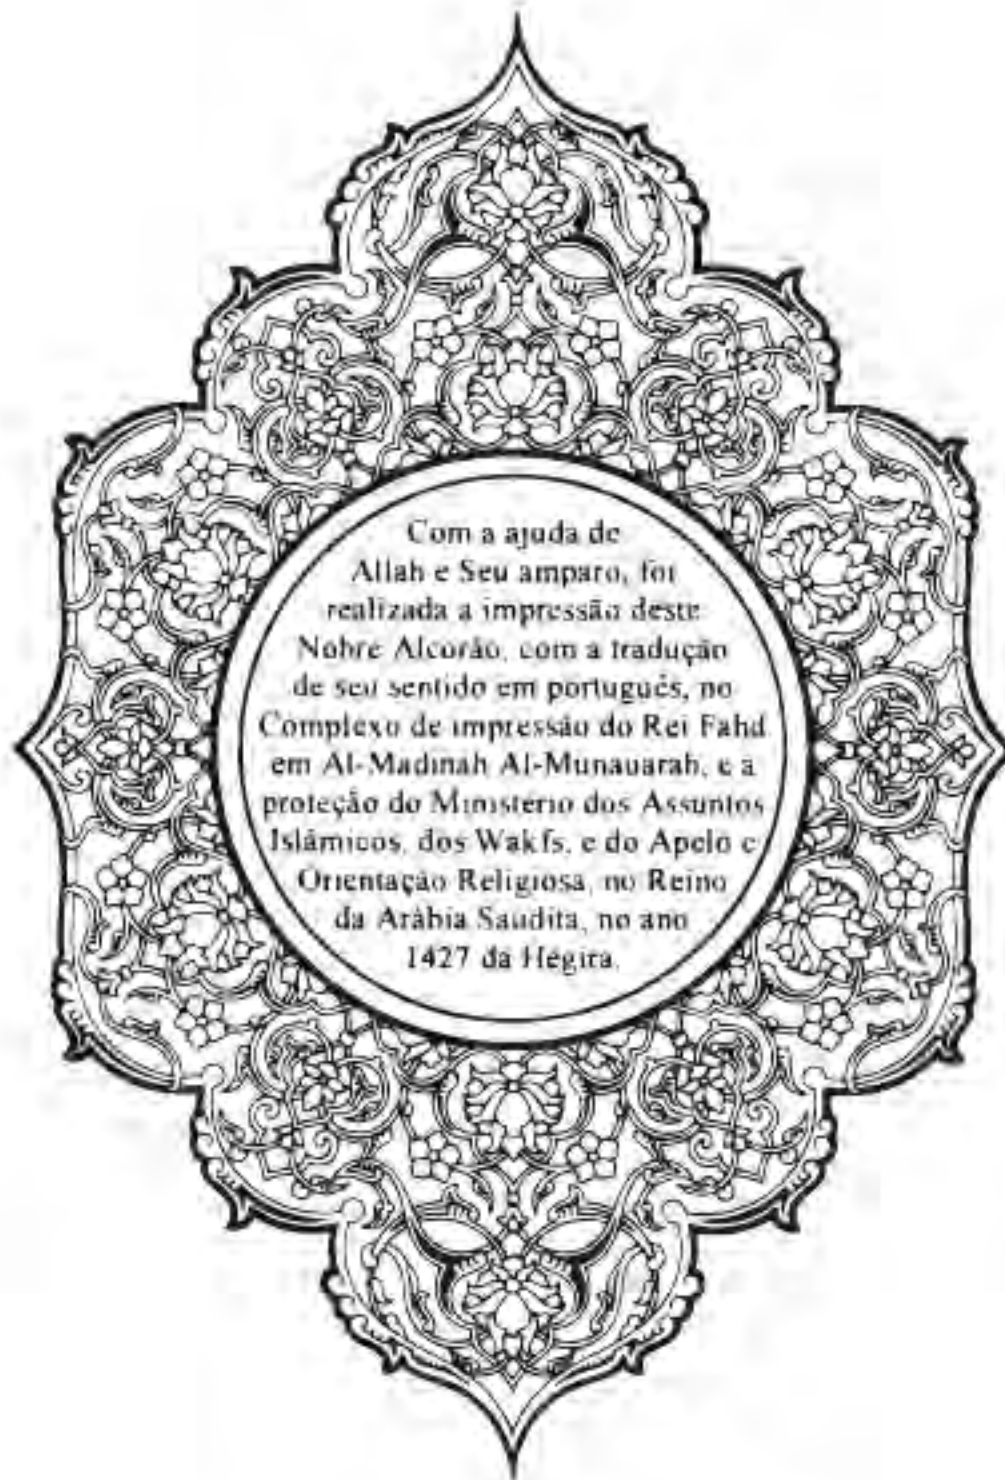 Com a ajuda de
Allah e Seu amparo, foi
realizada a impressão deste
Nobre Alcorão, com a tradução
de seu sentido em português, no
Complexo de impressão do Rei Fahd
em Al-Madinah Al-Munauarah, e a
proteção do Ministério dos Assuntos
Islâmicos, dos Wakfs, e do Apelo e
Orientação Religiosa, no Reino
da Arábia Saudita, no ano
1427 da Hégira.